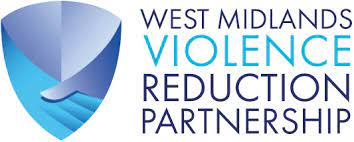 WEST MIDLANDS
VIOLENCE
REDUCTION
PARTNERSHIP